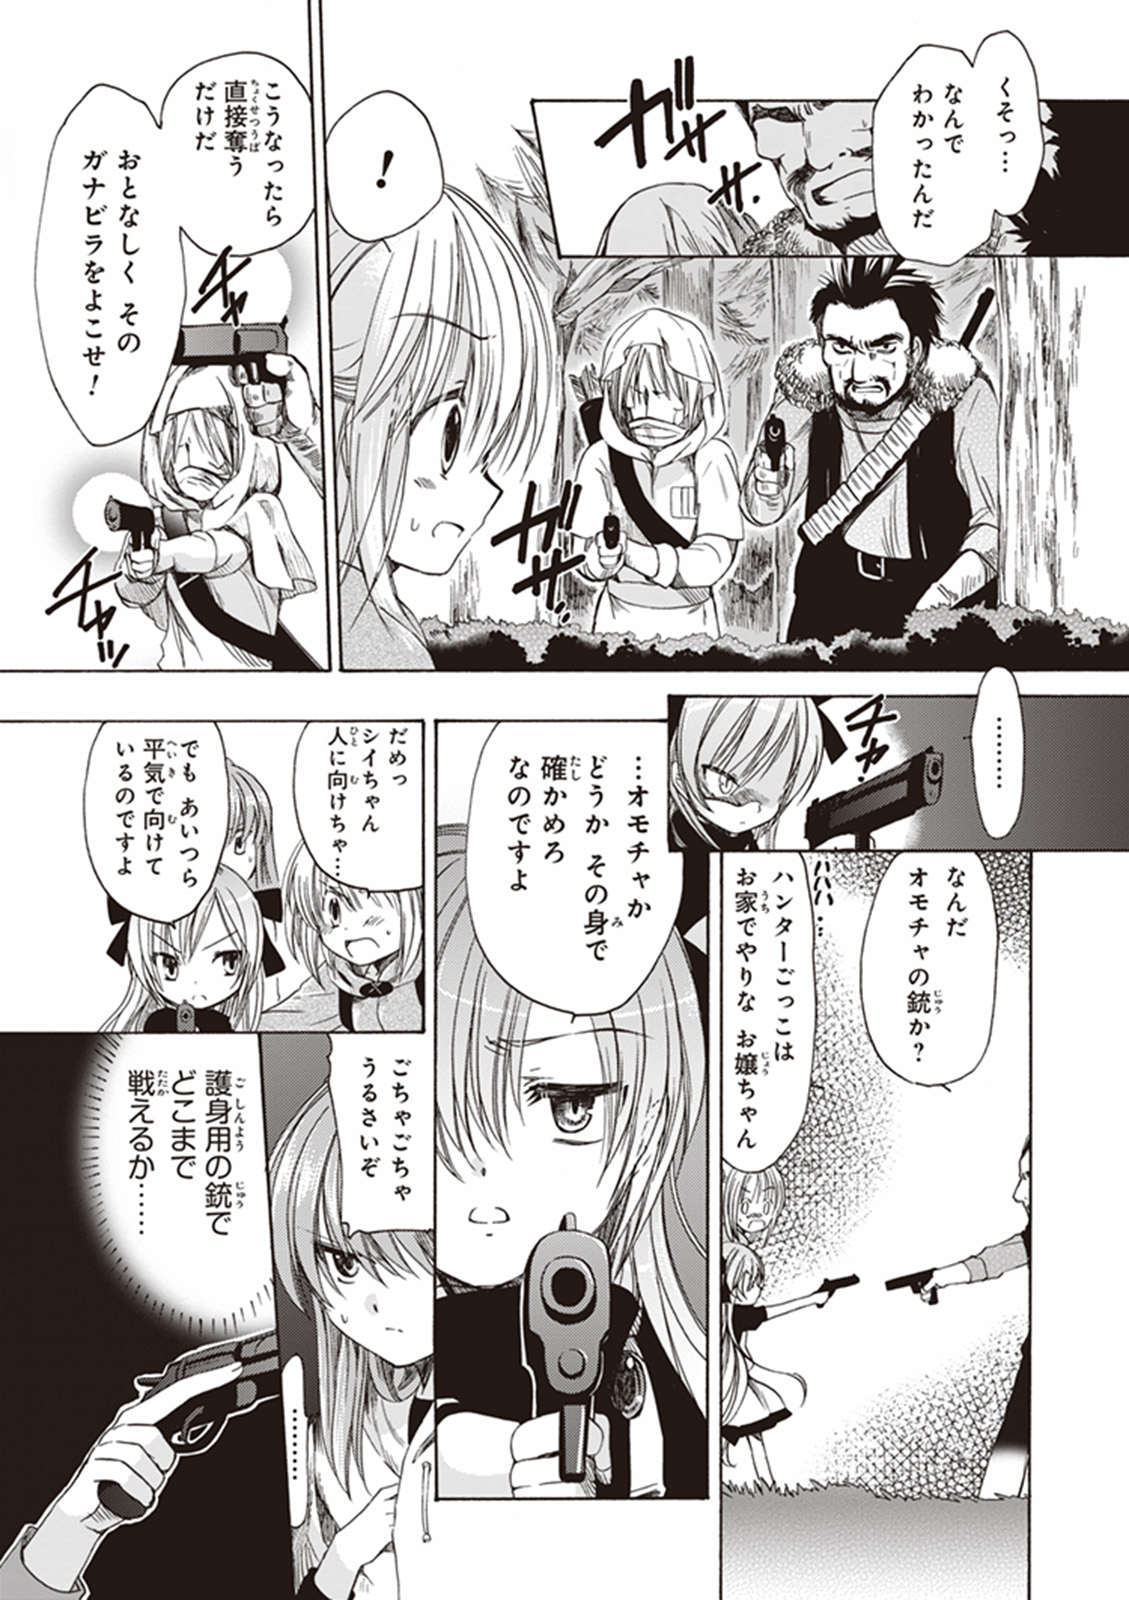 くそっ…
なんで
わかったんだ
ガザ
ザザ.
ガザ
ザザ.
！
こうなったら
直接奪う
だけだ
おとなしく その
ガナビラをよこせ！
チャッ
チャッ
………
チャッ
なんだ
オモチャの銃か？
ハンターごっこは
お家でやりな お嬢ちゃん
ハハハ…
…オモチャか
どうか その身で
確かめろ
なのですよ
だめっ
シイちゃん
人に向けちゃ…
でも あいつら
平気で向けて
いるのですよ
ごちゃごちゃ
うるさいぞ
…………
護身用の銃で
どこまで
戦えるか……